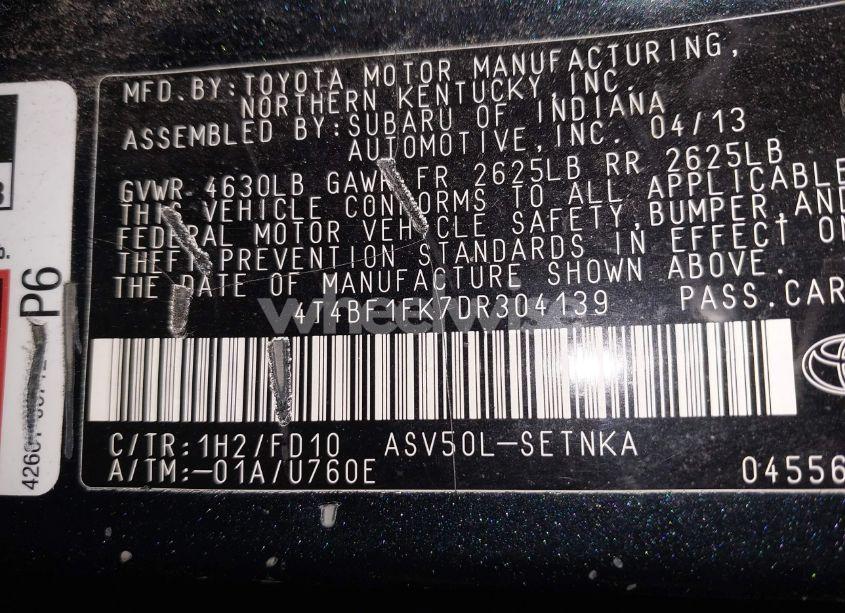 MFD.BY:TOYOTA MOTOR MANUFACTURING,
NORTHERN KENTUCKY, INC.
ASSEMBLED BY:SUBARU OF INDIANA
AUTOMOTIVE,INC. 04/13
GVWR 4630LB GAWR FR 2625LB RR 2625LB
THIS VEHICLE CONFORMS TO ALL APPLICABLE
FEDERAL MOTOR VEHICLE SAFETY,BUMPER,AND
THEFT PREVENTION STANDARDS IN EFFECT ON
THE DATE OF MANUFACTURE SHOWN ABOVE.
4T4BF1FK7DR304139 PASS.CAR
wheelwise
C/TR:1H2/FD10 ASV50L-SETNKA
A/TM:-01A/U760E 04556
P6